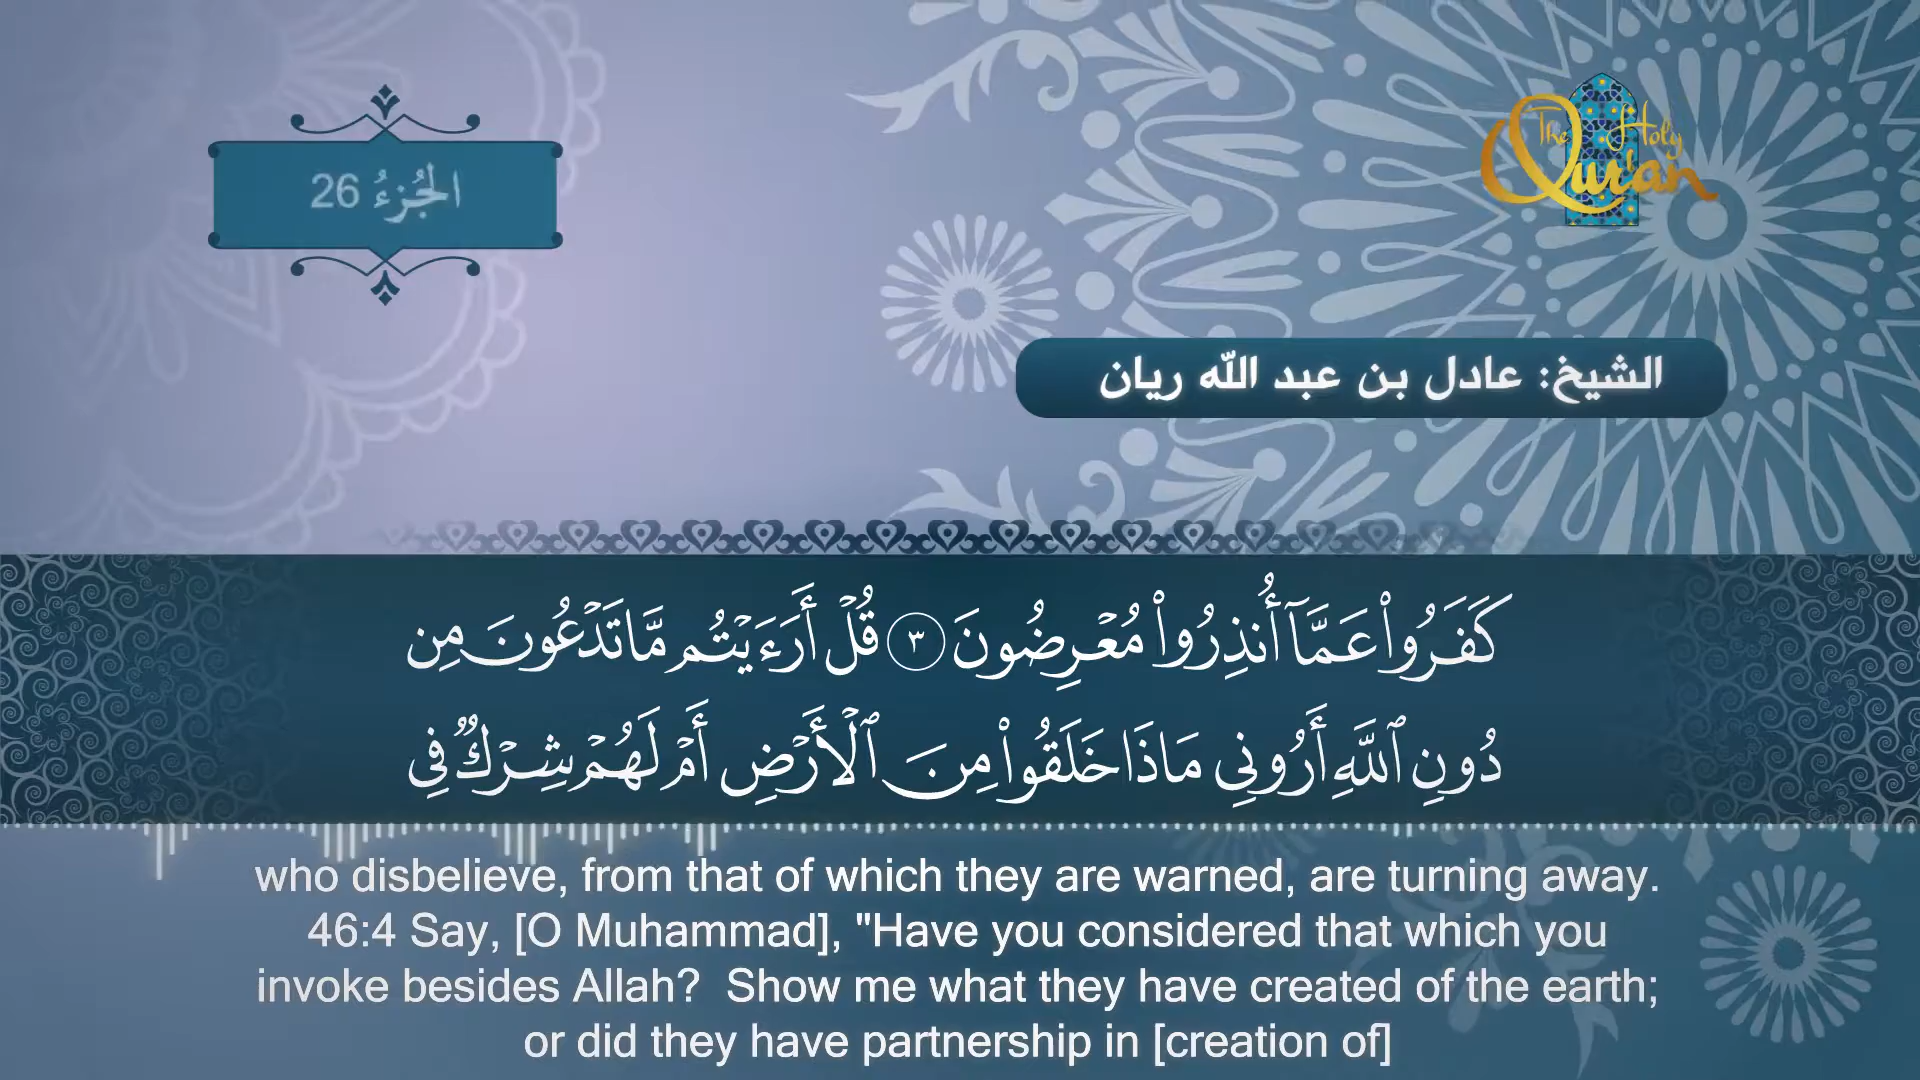 الجُزءُ 26
The Holy
Qur'an
الشيخ: عادل بن عبد الله ريان
كَفَرُوا۟ عَمَّآ أُنذِرُوا۟ مُعْرِضُونَ ٣ قُلْ أَرَءَيْتُم مَّا تَدْعُونَ مِن
دُونِ ٱللَّهِ أَرُونِى مَاذَا خَلَقُوا۟ مِنَ ٱلْأَرْضِ أَمْ لَهُمْ شِرْكٌ فِى
who disbelieve, from that of which they are warned, are turning away.
46:4 Say, [O Muhammad], "Have you considered that which you
invoke besides Allah?  Show me what they have created of the earth;
or did they have partnership in [creation of]